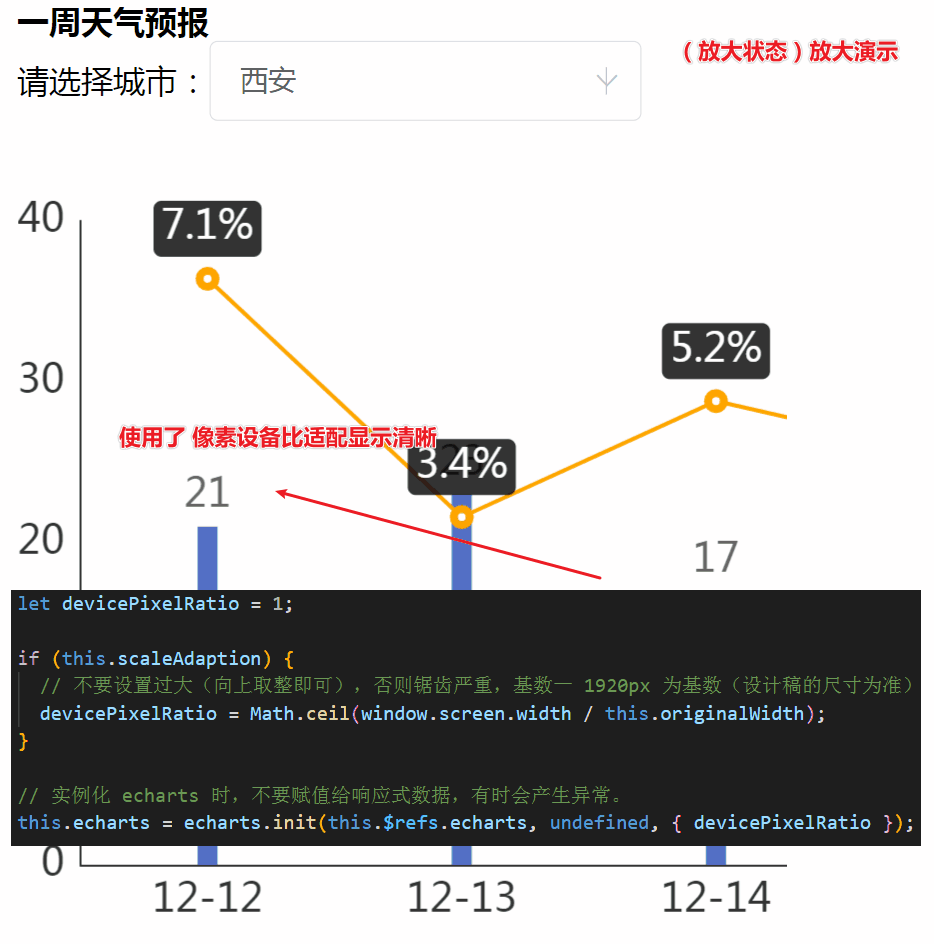 一周天气预报
(放大状态)放大演示
请选择城市：
西安
40
7.1%
5.2%
30
使用了 像素设备比适配显示清晰
3.4%
21
20
17
let devicePixelRatio = 1;
if (this.scaleAdaption) {
// 不要设置过大（向上取整即可），否则锯齿严重，基数一 1920px 为基数（设计稿的尺寸为准）
devicePixelRatio = Math.ceil(window.screen.width / this.originalWidth);
}
// 实例化 echarts 时，不要赋值给响应式数据，有时会产生异常。
this.echarts = echarts.init(this.$refs.echarts, undefined, { devicePixelRatio });
0
12-12
12-13
12-14